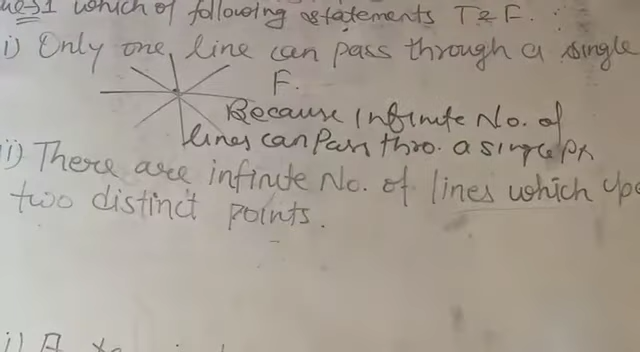 Ques1 which of following statements T & F.
i) Only one line can pass through a single
F.
Because infinite No. of
lines can Pass thro. a single pt
ii) There are infinite No. of lines which
two distinct points.
i) A